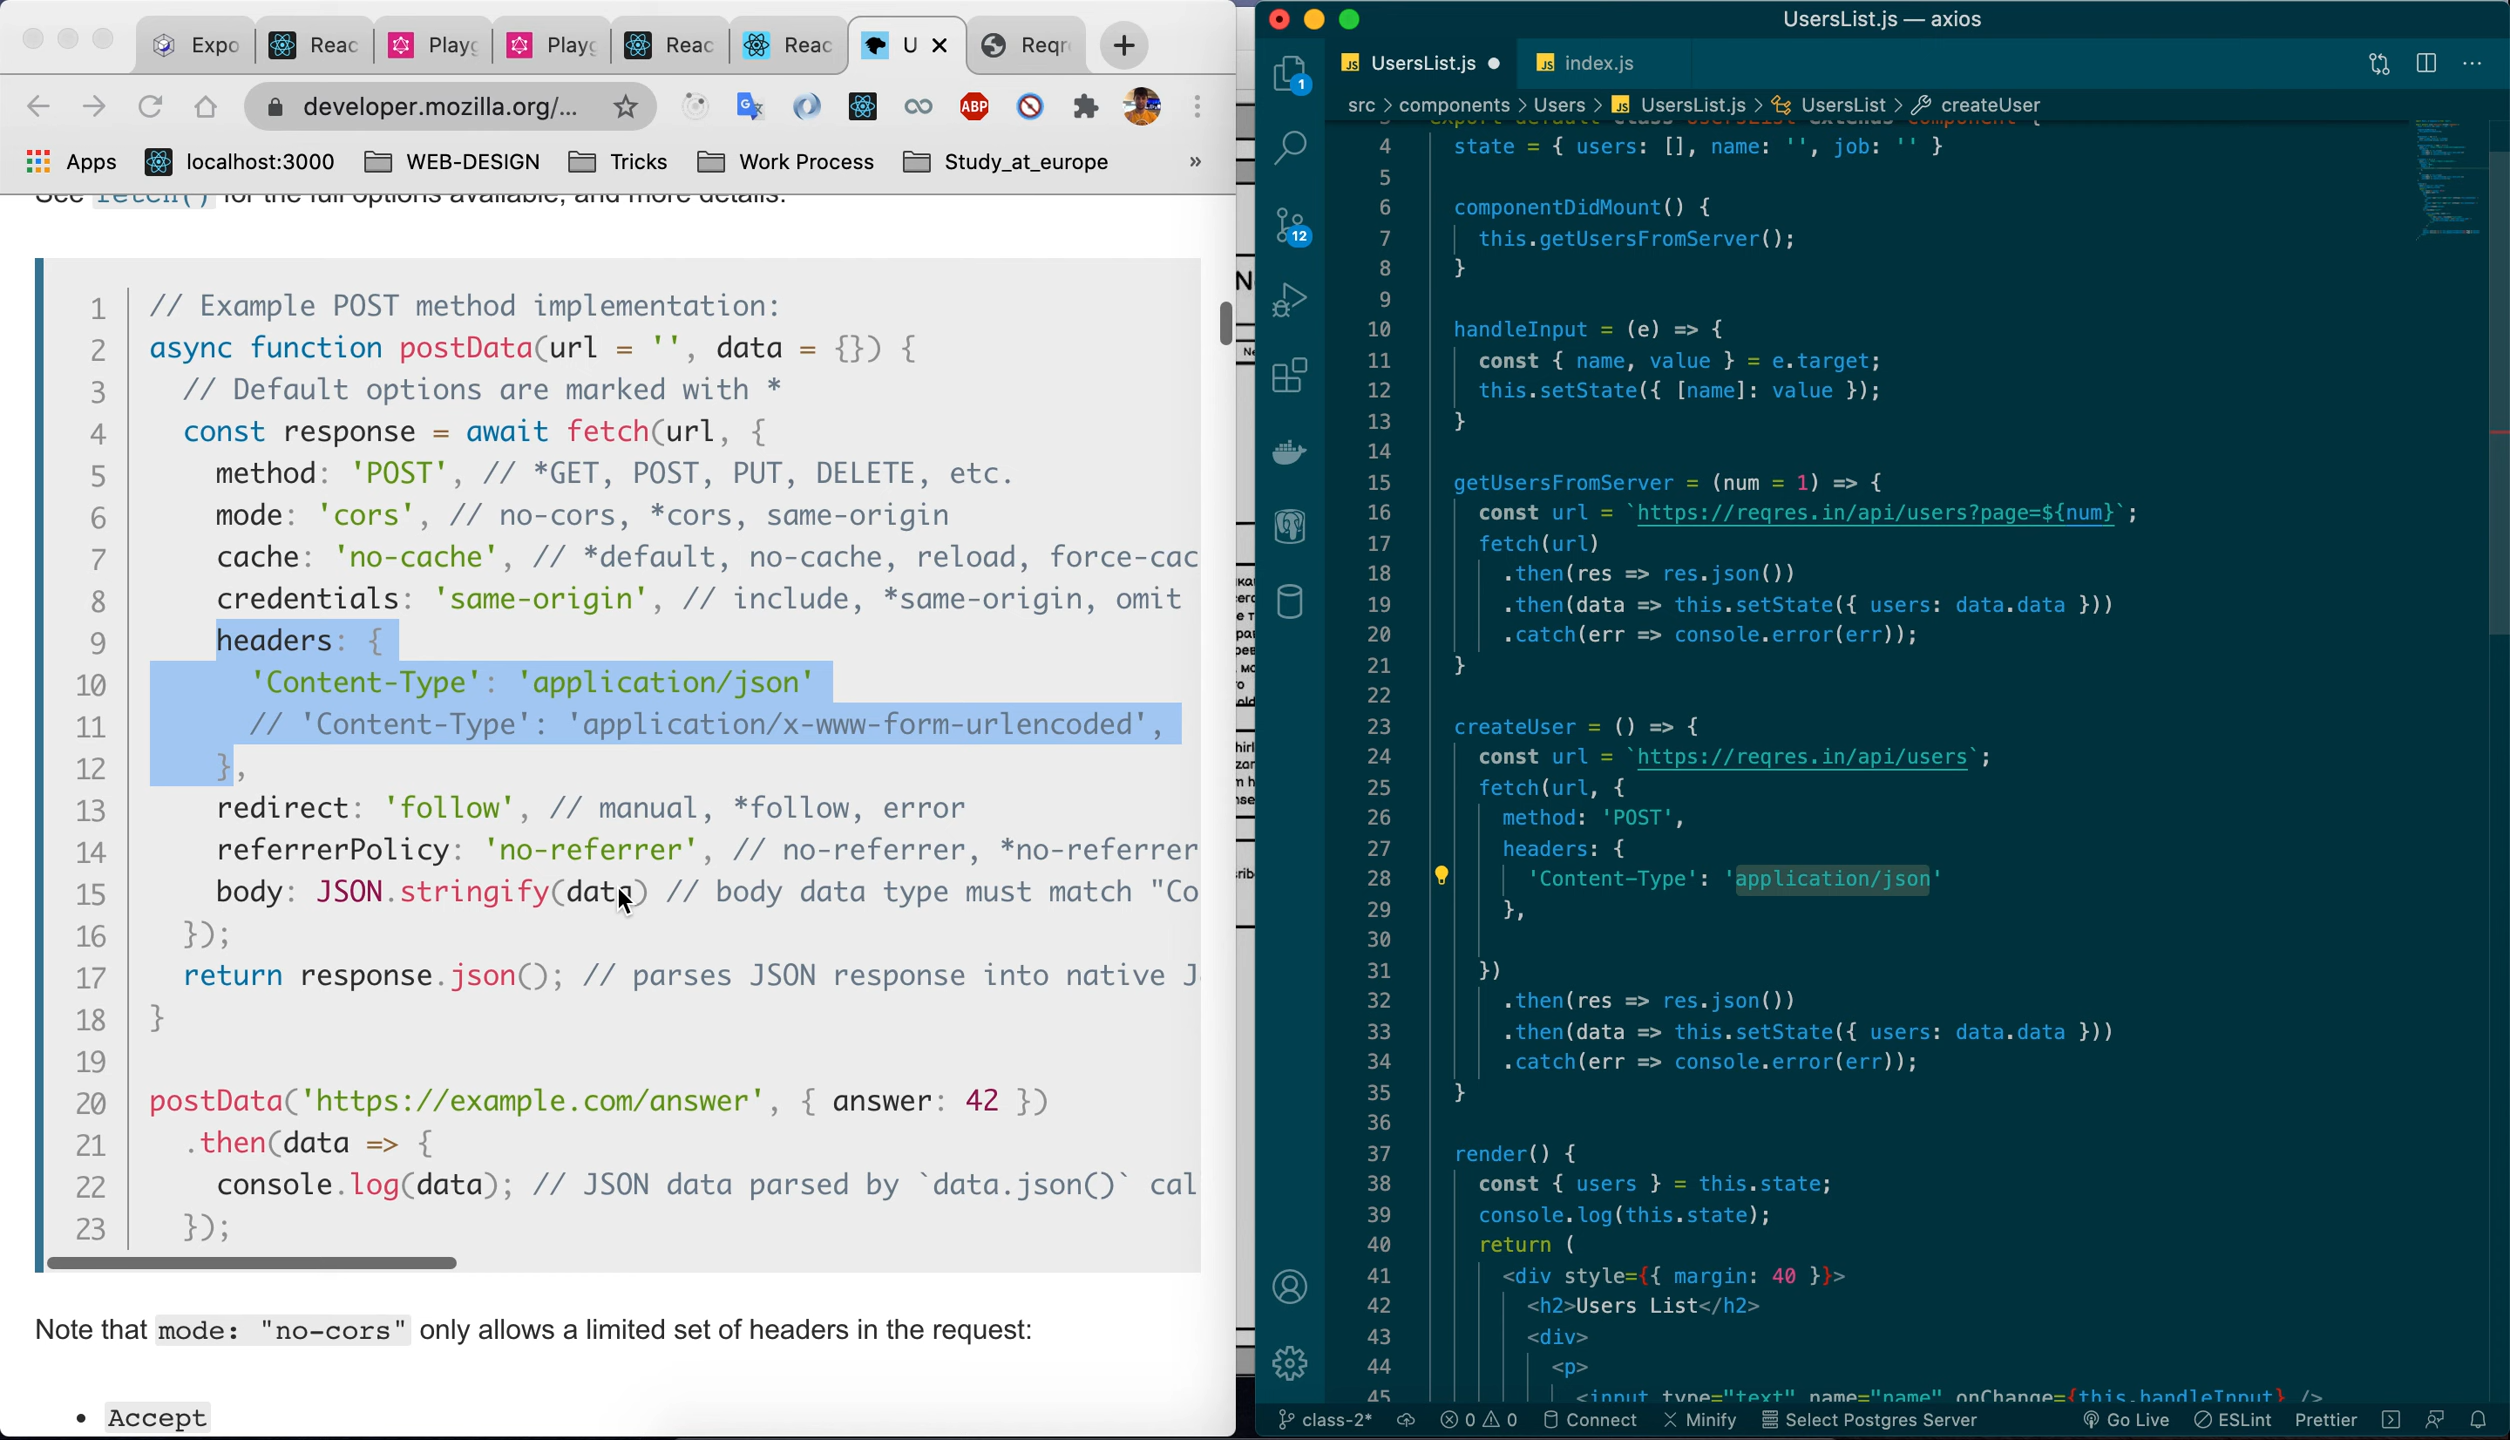 Expo
Reac
Playg
Playg
Reac
Reac
U
Reqr
developer.mozilla.org/...
ABP
Apps
localhost:3000
WEB-DESIGN
Tricks
Work Process
Study_at_europe
»
See fetch() for the full options available, and more details.
1 // Example POST method implementation:
2 async function postData(url = '', data = {}) {
3 // Default options are marked with *
4 const response = await fetch(url, {
5 method: 'POST', // *GET, POST, PUT, DELETE, etc.
6 mode: 'cors', // no-cors, *cors, same-origin
7 cache: 'no-cache', // *default, no-cache, reload, force-cac
8 credentials: 'same-origin', // include, *same-origin, omit
9 headers: {
10 'Content-Type': 'application/json'
11 // 'Content-Type': 'application/x-www-form-urlencoded',
12 },
13 redirect: 'follow', // manual, *follow, error
14 referrerPolicy: 'no-referrer', // no-referrer, *no-referrer
15 body: JSON.stringify(data) // body data type must match "Co
16 });
17 return response.json(); // parses JSON response into native J
18 }
19
20 postData('https://example.com/answer', { answer: 42 })
21 .then(data => {
22 console.log(data); // JSON data parsed by `data.json()` cal
23 });
Note that mode: "no-cors" only allows a limited set of headers in the request:
• Accept
UsersList.js — axios
UsersList.js
index.js
src > components > Users > UsersList.js > UsersList > createUser
1
12
export default class UsersList extends Component {
4 state = { users: [], name: '', job: '' }
5
6 componentDidMount() {
7 this.getUsersFromServer();
8 }
9
10 handleInput = (e) => {
11 const { name, value } = e.target;
12 this.setState({ [name]: value });
13 }
14
15 getUsersFromServer = (num = 1) => {
16 const url = `https://reqres.in/api/users?page=${num}`;
17 fetch(url)
18 .then(res => res.json())
19 .then(data => this.setState({ users: data.data }))
20 .catch(err => console.error(err));
21 }
22
23 createUser = () => {
24 const url = `https://reqres.in/api/users`;
25 fetch(url, {
26 method: 'POST',
27 headers: {
28 'Content-Type': 'application/json'
29 },
30
31 })
32 .then(res => res.json())
33 .then(data => this.setState({ users: data.data }))
34 .catch(err => console.error(err));
35 }
36
37 render() {
38 const { users } = this.state;
39 console.log(this.state);
40 return (
41 <div style={{ margin: 40 }}>
42 <h2>Users List</h2>
43 <div>
44 <p>
45 <input type="text" name="name" onChange={this.handleInput} />
class-2*
0
0
Connect
Minify
Select Postgres Server
Go Live
ESLint
Prettier